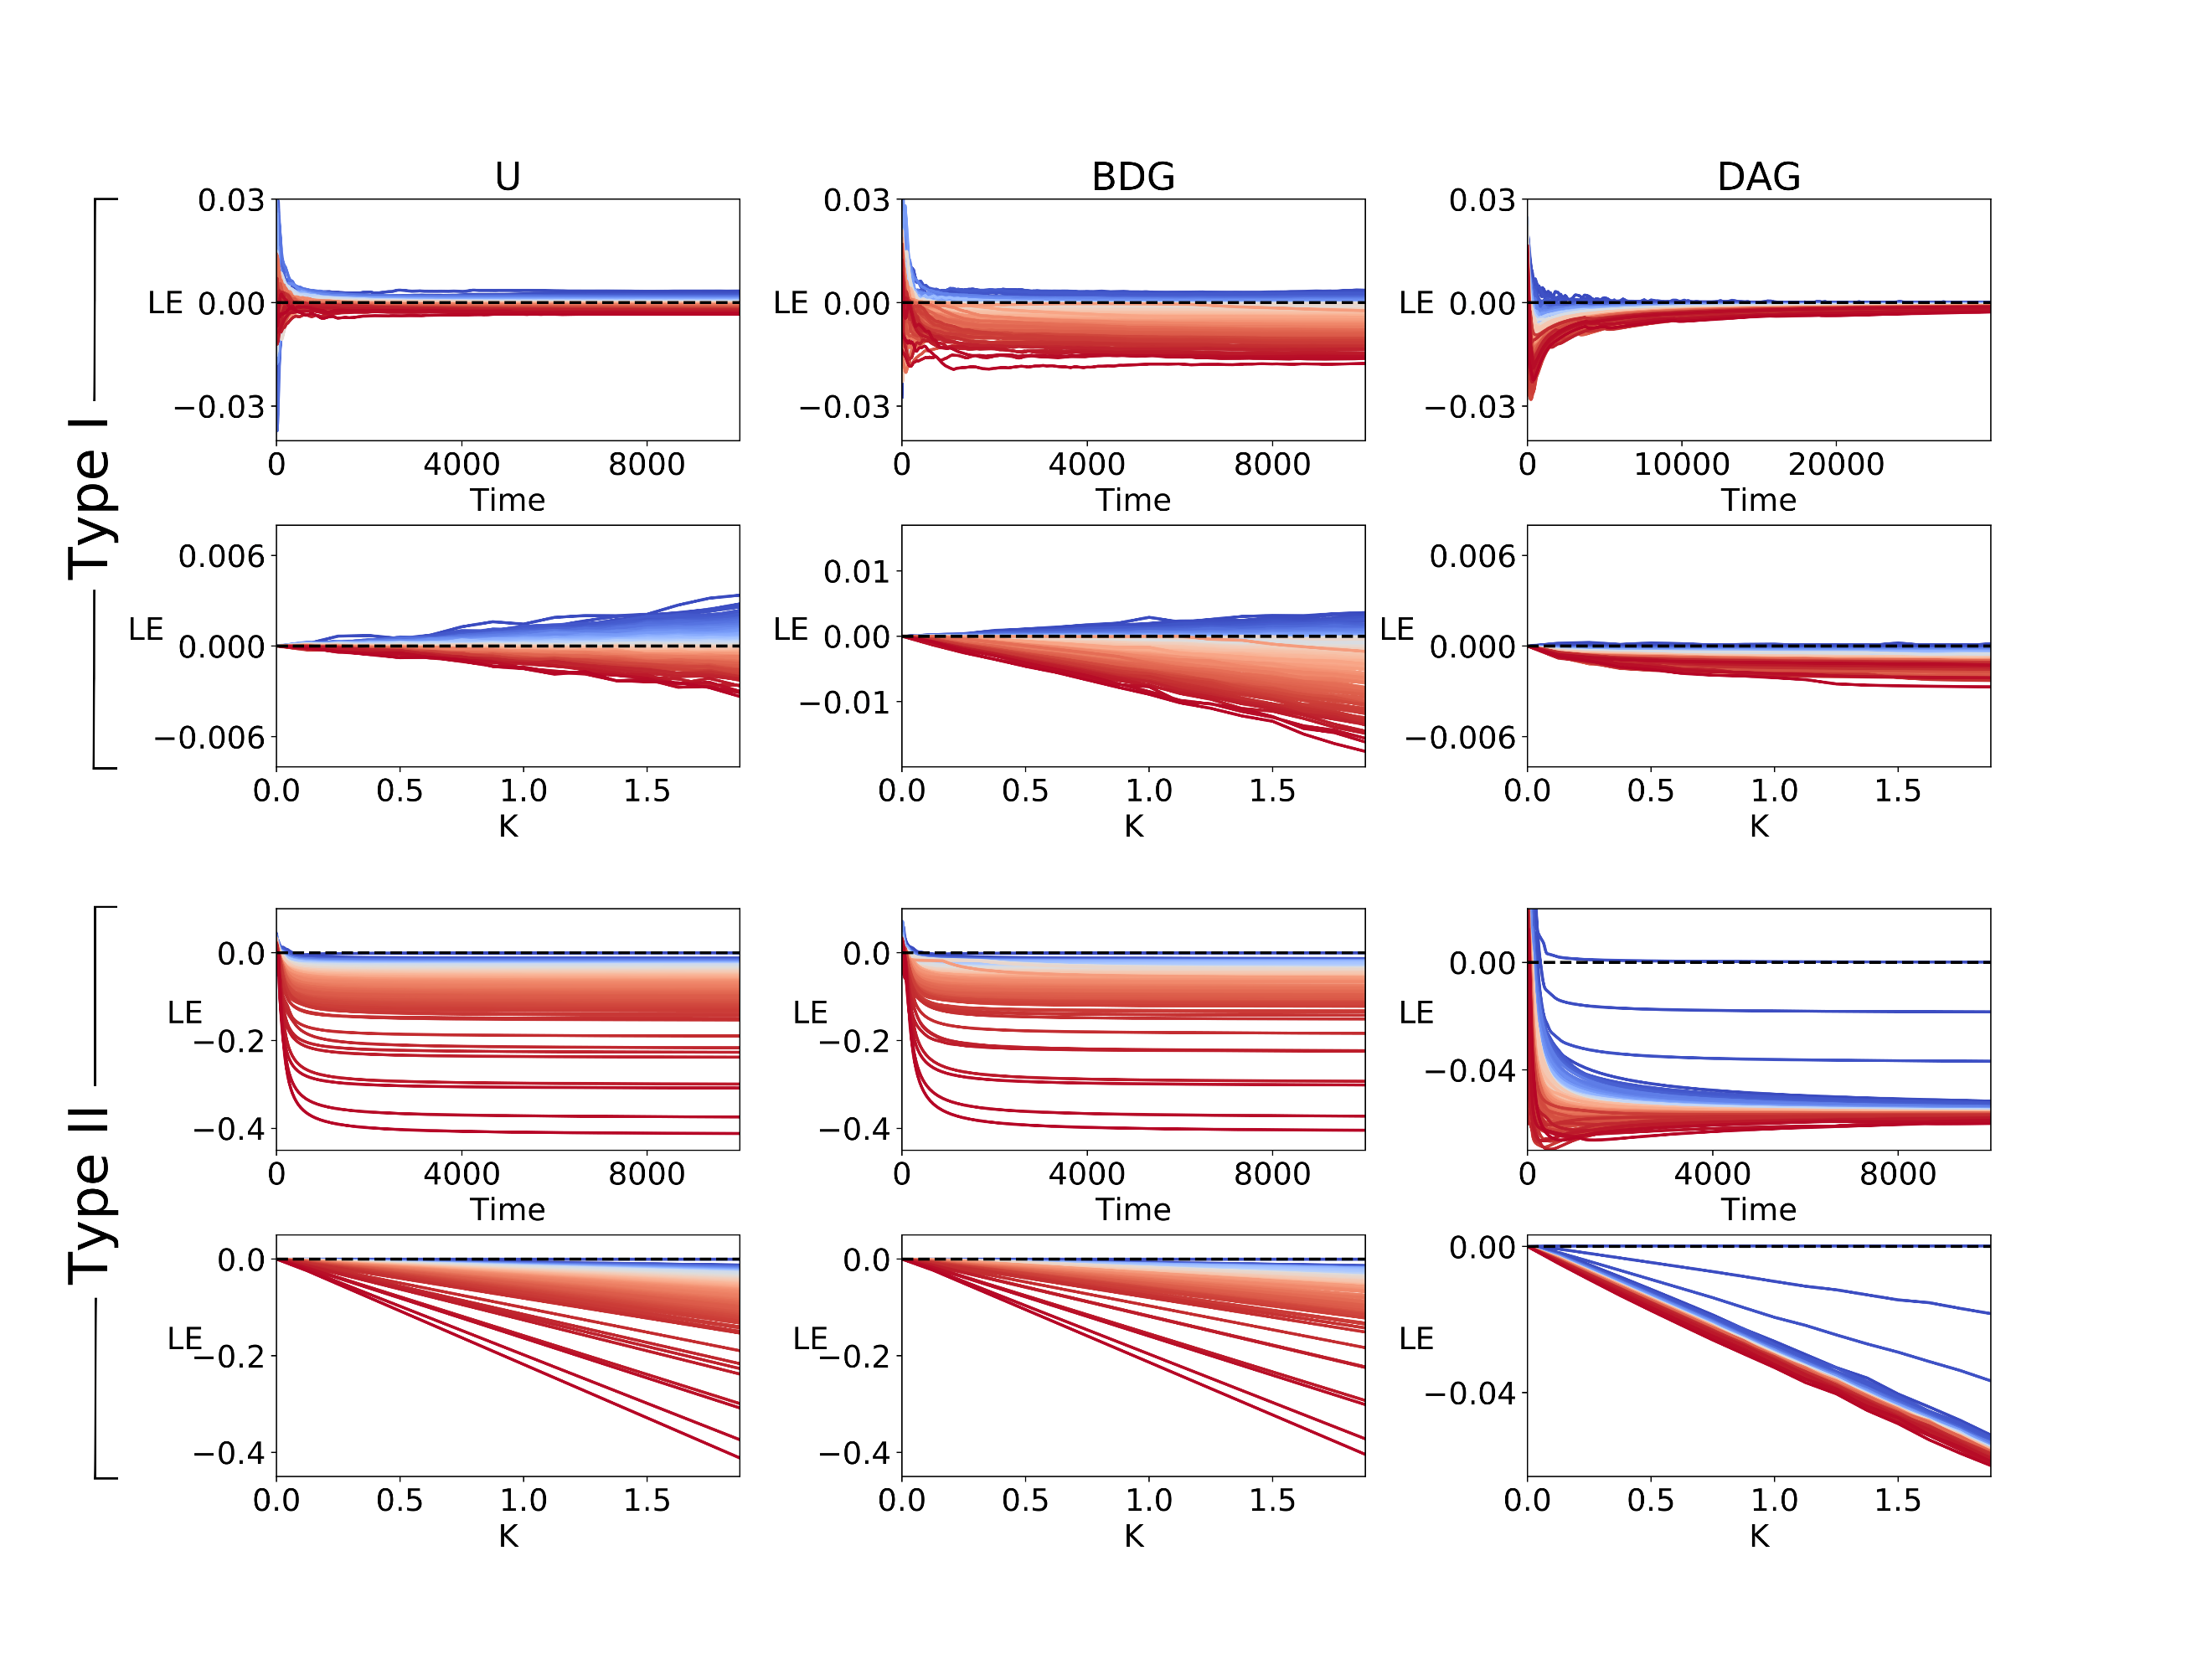 U BDG DAG
Type I
0.03 0.03 0.03
LE 0.00 LE 0.00 LE 0.00
−0.03 −0.03 −0.03
0 4000 8000 0 4000 8000 0 10000 20000
Time Time Time
0.006 0.01 0.006
LE 0.000 LE 0.00 LE 0.000
−0.006 −0.01 −0.006
0.0 0.5 1.0 1.5 0.0 0.5 1.0 1.5 0.0 0.5 1.0 1.5
K K K
Type II
0.0 0.0 0.00
LE LE LE
−0.2 −0.2 −0.04
−0.4 −0.4
0 4000 8000 0 4000 8000 0 4000 8000
Time Time Time
0.0 0.0 0.00
LE LE LE
−0.2 −0.2 −0.04
−0.4 −0.4
0.0 0.5 1.0 1.5 0.0 0.5 1.0 1.5 0.0 0.5 1.0 1.5
K K K